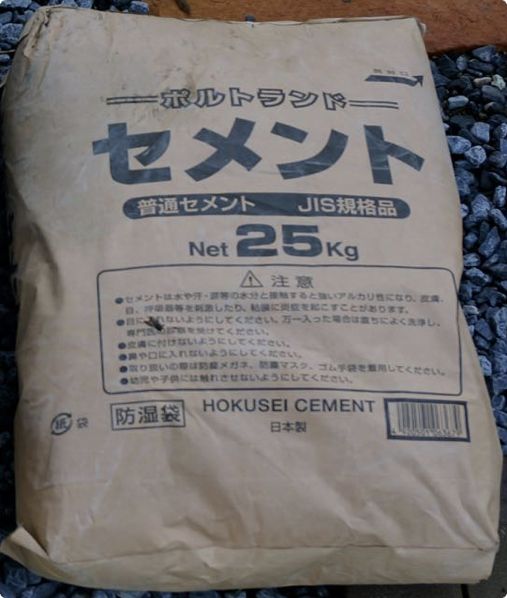 開封口
ポルトランド
セメント
普通セメント JIS規格品
Net 25Kg
注意
●セメントは水や汗・涙等の水分と接触すると強いアルカリ性になり、皮膚、
目、呼吸器等を刺激したり、粘膜に炎症を起こすことがあります。
●目に入れないようにしてください。万一入った場合は直ちによく洗浄し、
専門医の診断を受けてください。
●皮膚に付けないようにしてください。
●鼻や口に入れないようにしてください。
●取り扱いの際は防塵メガネ、防塵マスク、ゴム手袋を着用してください。
●幼児や子供には触れさせないようにしてください。
紙 袋
防湿袋
HOKUSEI CEMENT
日本製